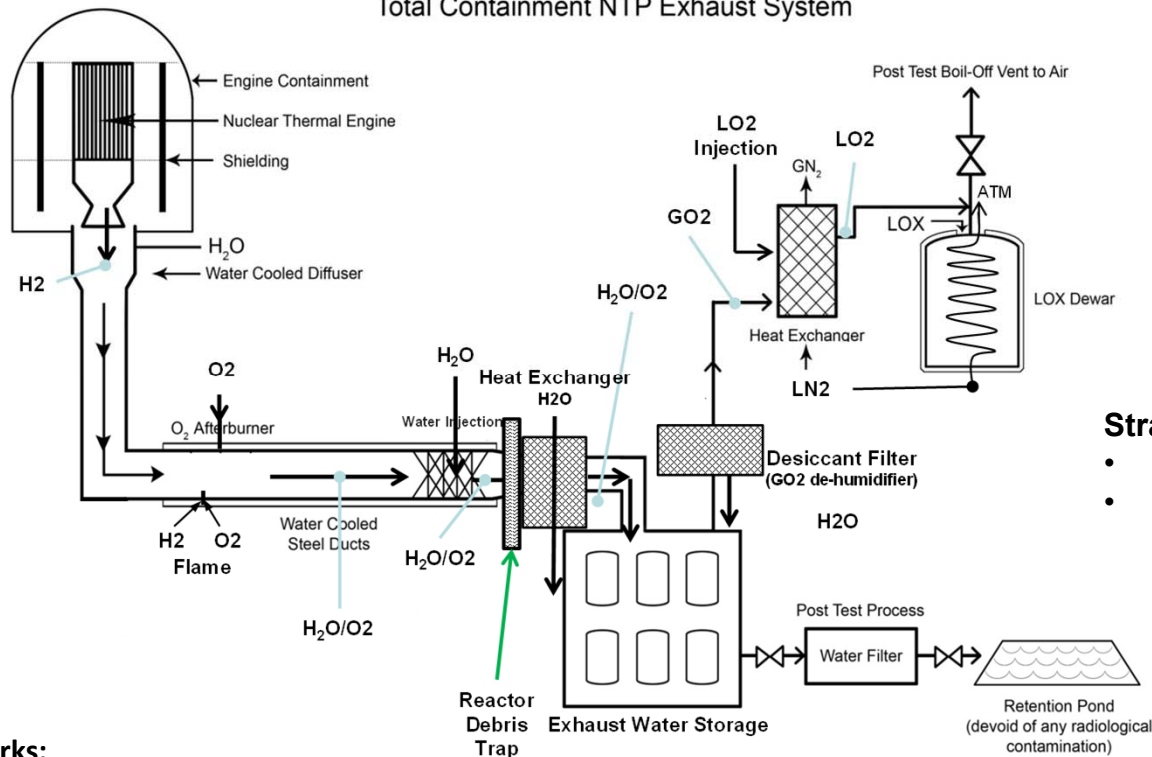 Total Containment NTP Exhaust System
Engine Containment
Nuclear Thermal Engine
Shielding
H₂O
Water Cooled Diffuser
H2
O2
O₂ Afterburner
H2 O2
Flame
Water Cooled
Steel Ducts
H₂O/O2
H₂O
Water Injection
H₂O/O2
Heat Exchanger
H2O
H₂O/O2
Reactor
Debris
Trap
Exhaust Water Storage
Desiccant Filter
(GO2 de-humidifier)
H2O
GO2
LO2
Injection
GN₂
LO2
Heat Exchanger
LN2
Post Test Boil-Off Vent to Air
ATM
LOX
LOX Dewar
Post Test Process
Water Filter
Retention Pond
(devoid of any radiological
contamination)